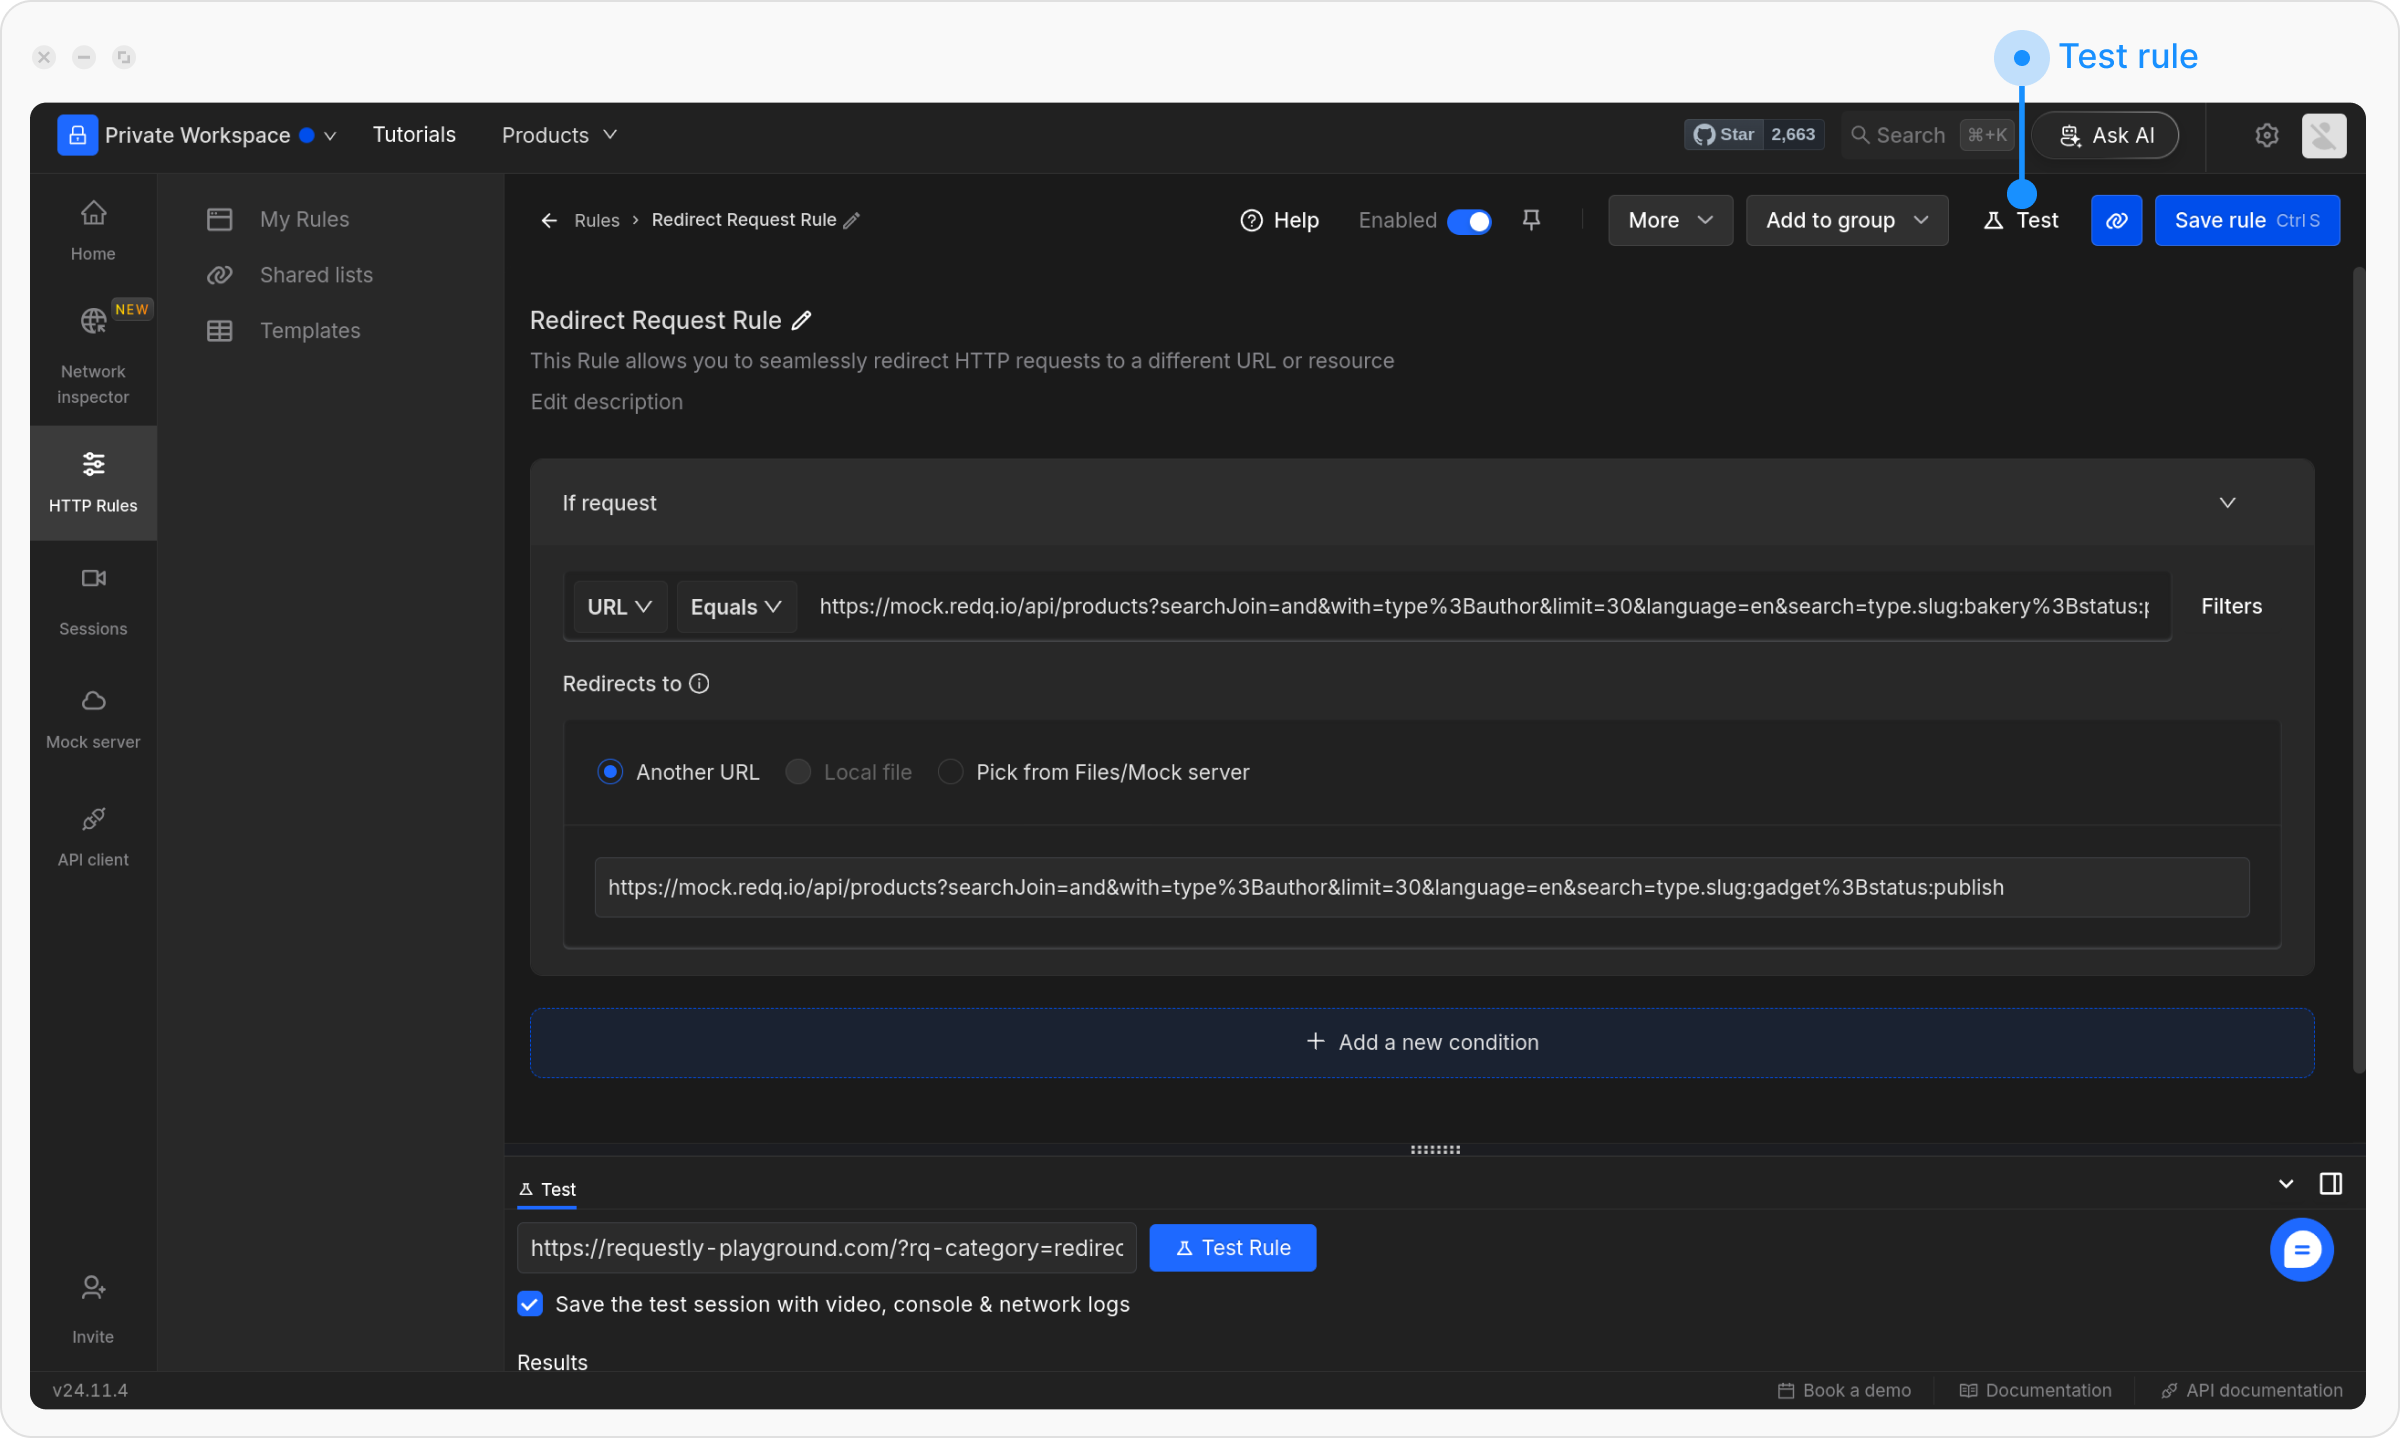 Test rule
Private Workspace
Tutorials
Products
Star 2,663
Search ⌘+K
Ask AI
Home
NEW
Network
inspector
HTTP Rules
Sessions
Mock server
API client
Invite
My Rules
Shared lists
Templates
Rules > Redirect Request Rule
Help
Enabled
More
Add to group
Test
Save rule Ctrl S
Redirect Request Rule
This Rule allows you to seamlessly redirect HTTP requests to a different URL or resource
Edit description
If request
URL
Equals
https://mock.redq.io/api/products?searchJoin=and&with=type%3Bauthor&limit=30&language=en&search=type.slug:bakery%3Bstatus:
Filters
Redirects to
Another URL
Local file
Pick from Files/Mock server
https://mock.redq.io/api/products?searchJoin=and&with=type%3Bauthor&limit=30&language=en&search=type.slug:gadget%3Bstatus:publish
+ Add a new condition
Test
https://requestly-playground.com/?rq-category=redirec
Test Rule
Save the test session with video, console & network logs
Results
v24.11.4
Book a demo
Documentation
API documentation